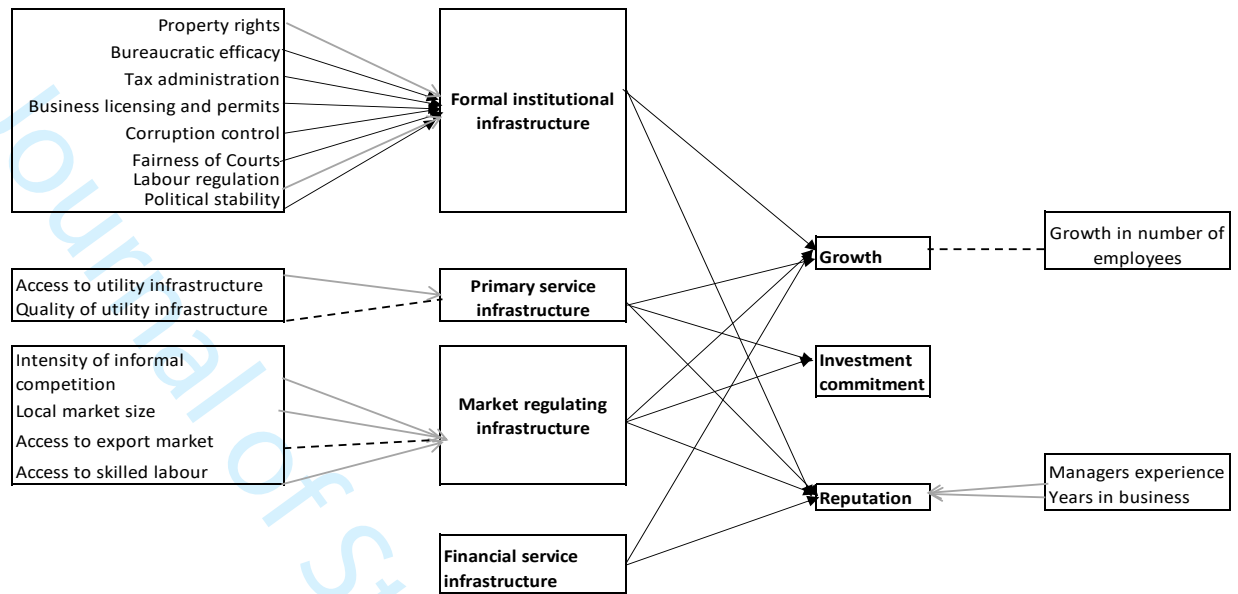 Property rights
Bureaucratic efficacy
Tax administration
Business licensing and permits
Corruption control
Fairness of Courts
Labour regulation
Political stability
Formal institutional
infrastructure
Access to utility infrastructure
Quality of utility infrastructure
Primary service
infrastructure
Intensity of informal
competition
Local market size
Access to export market
Access to skilled labour
Market regulating
infrastructure
Financial service
infrastructure
Growth
Investment
commitment
Reputation
Growth in number of
employees
Managers experience
Years in business
Journal of St